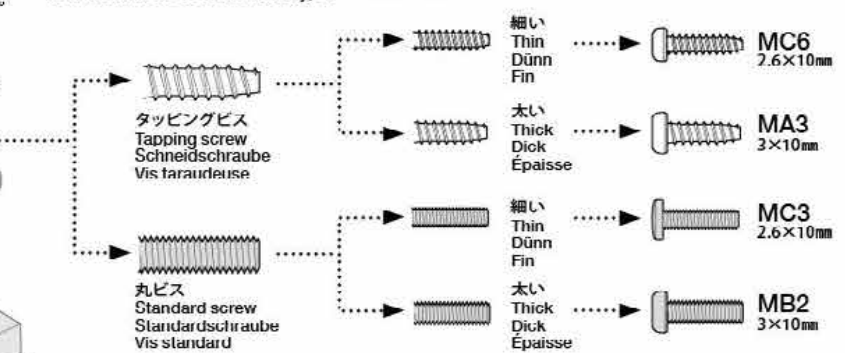 タッピングビス
Tapping screw
Schneidschraube
Vis taraudeuse
細い
Thin
Dünn
Fin
MC6
2.6×10mm
太い
Thick
Dick
Épaisse
MA3
3×10mm
丸ビス
Standard screw
Standardschraube
Vis standard
細い
Thin
Dünn
Fin
MC3
2.6×10mm
太い
Thick
Dick
Épaisse
MB2
3×10mm